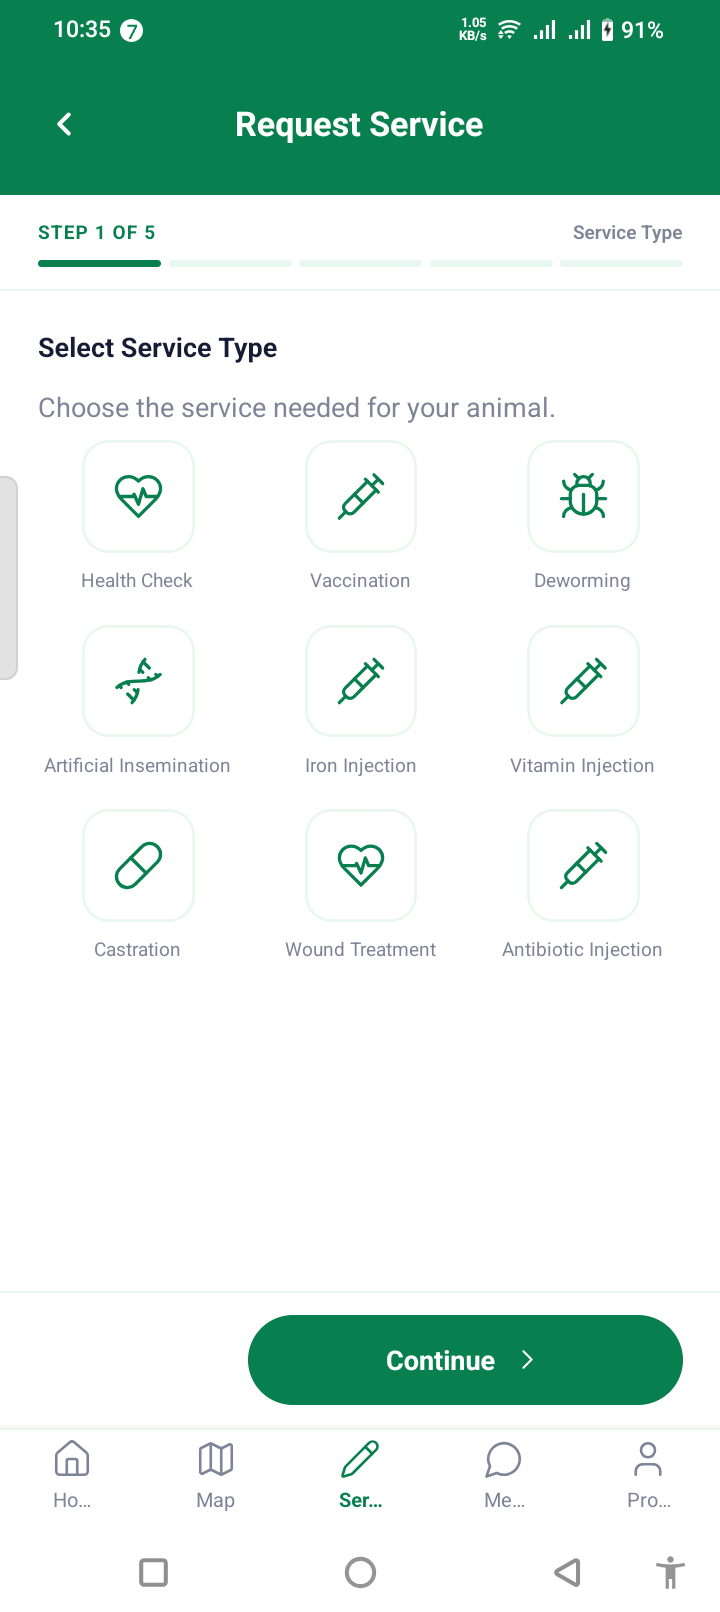 10:35 7 1.05 KB/s 91%
Request Service
STEP 1 OF 5 Service Type
Select Service Type
Choose the service needed for your animal.
Health Check Vaccination Deworming
Artificial Insemination Iron Injection Vitamin Injection
Castration Wound Treatment Antibiotic Injection
Continue
Ho... Map Ser... Me... Pro...